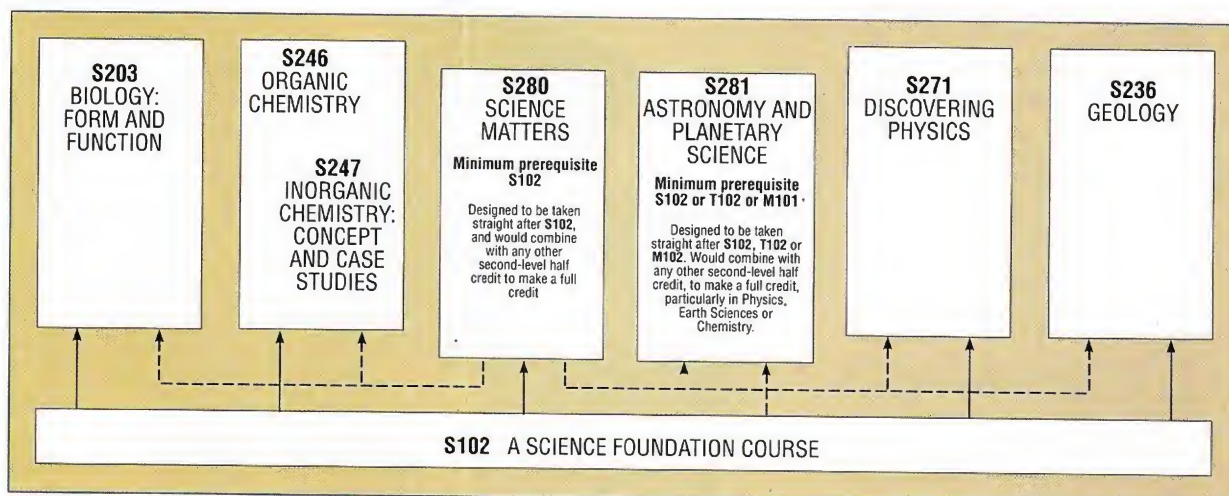 S203
BIOLOGY:
FORM AND
FUNCTION
S246
ORGANIC
CHEMISTRY
S247
INORGANIC
CHEMISTRY:
CONCEPT
AND CASE
STUDIES
S280
SCIENCE
MATTERS
Minimum prerequisite
S102
Designed to be taken
straight after S102,
and would combine
with any other
second-level half
credit to make a full
credit
S281
ASTRONOMY AND
PLANETARY
SCIENCE
Minimum prerequisite
S102 or T102 or M101
Designed to be taken
straight after S102, T102 or
M102. Would combine with
any other second-level half
credit, to make a full credit,
particularly in Physics,
Earth Sciences or
Chemistry.
S271
DISCOVERING
PHYSICS
S236
GEOLOGY
S102 A SCIENCE FOUNDATION COURSE